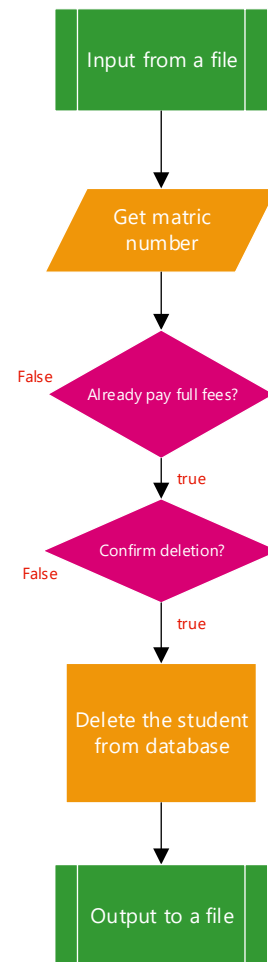 Input from a file
Get matric
number
False
Already pay full fees?
true
Confirm deletion?
False
true
Delete the student
from database
Output to a file